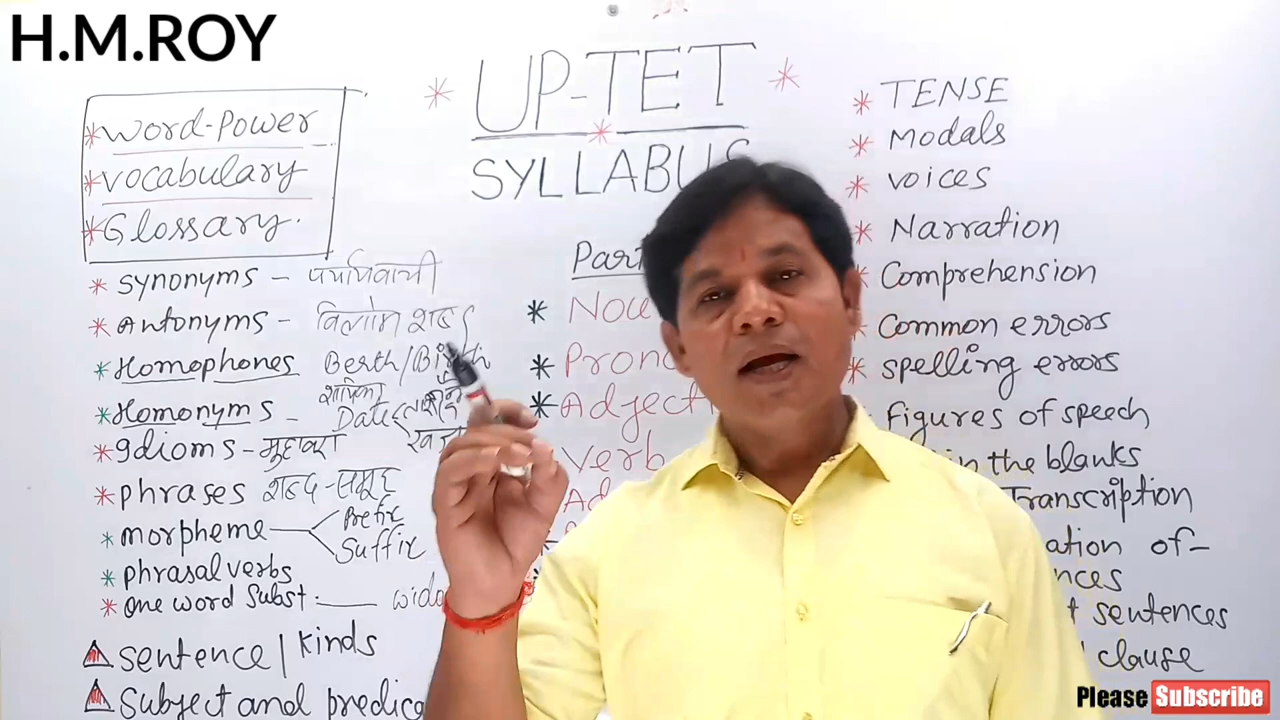 H.M.ROY
UP-TET
SYLLABUS
word-Power
vocabulary
Glossary.
synonyms - पर्यायवाची
Antonyms - विलोम शब्द
Homophones Berth/Birth
शायिका
Homonyms - Date
Idioms - मुहावरा
phrases शब्द-समूह
morpheme Prefix
Suffix
phrasal verbs
one word subst:
sentence/kinds
Subject and predica
Part
Nou
Prono
Adject
verb
Ad
TENSE
Modals
voices
Narration
Comprehension
Common errors
spelling errors
figures of speech
in the blanks
Transcription
ation of-
nces
sentences
clause
Please Subscribe